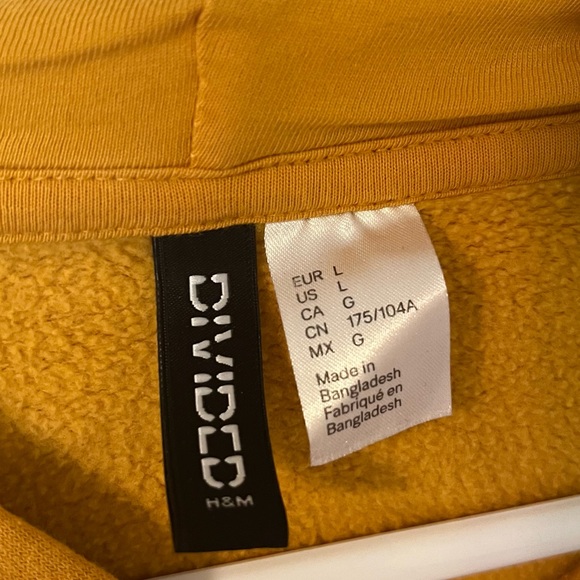 DIVIDED
H&M
EUR L
US L
CA G
CN 175/104A
MX G
Made in
Bangladesh
Fabriqué en
Bangladesh